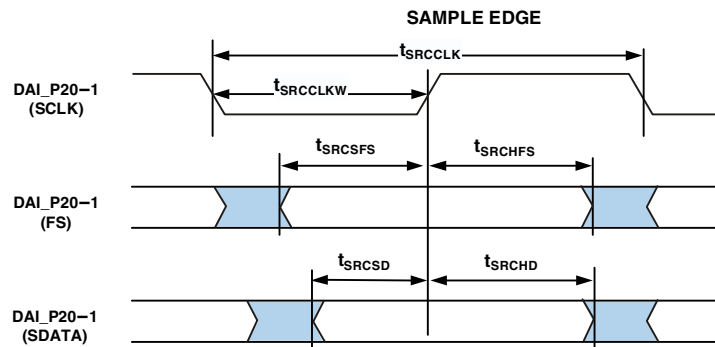 SAMPLE EDGE
tSRCCLK
DAI_P20–1
(SCLK)
tSRCCLKW
tSRCSFS
tSRCHFS
DAI_P20–1
(FS)
tSRCSD
tSRCHD
DAI_P20–1
(SDATA)